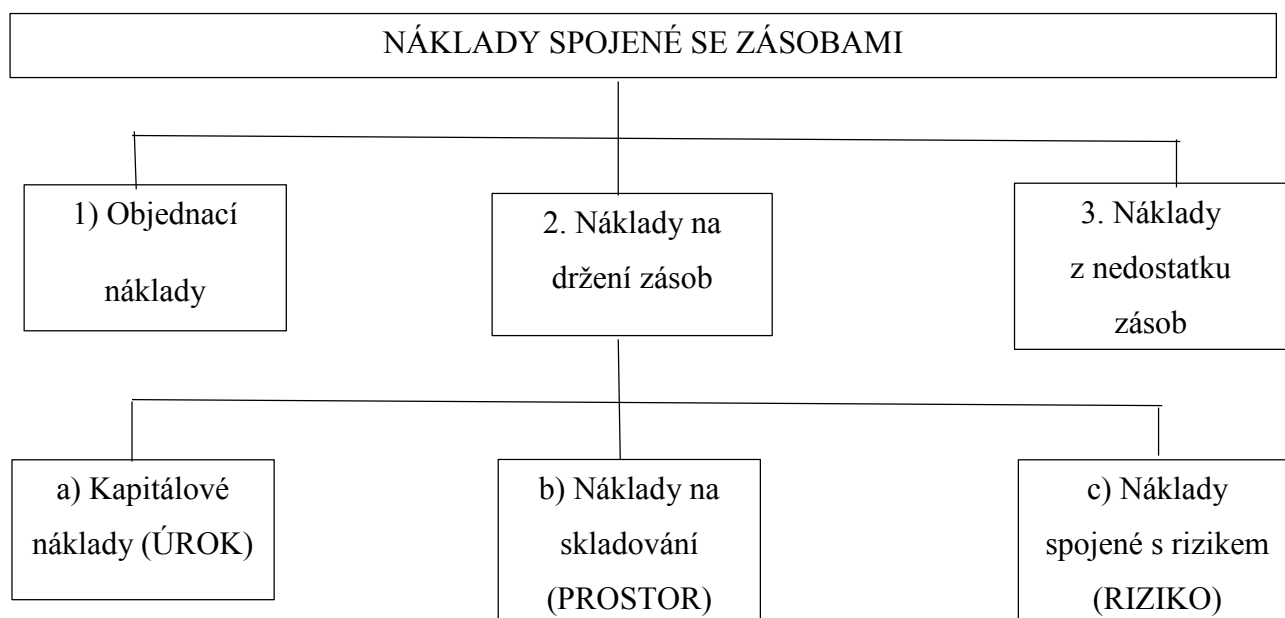 NÁKLADY SPOJENÉ SE ZÁSOBAMI
1) Objednací
náklady
2. Náklady na
držení zásob
3. Náklady
z nedostatku
zásob
a) Kapitálové
náklady (ÚROK)
b) Náklady na
skladování
(PROSTOR)
c) Náklady
spojené s rizikem
(RIZIKO)